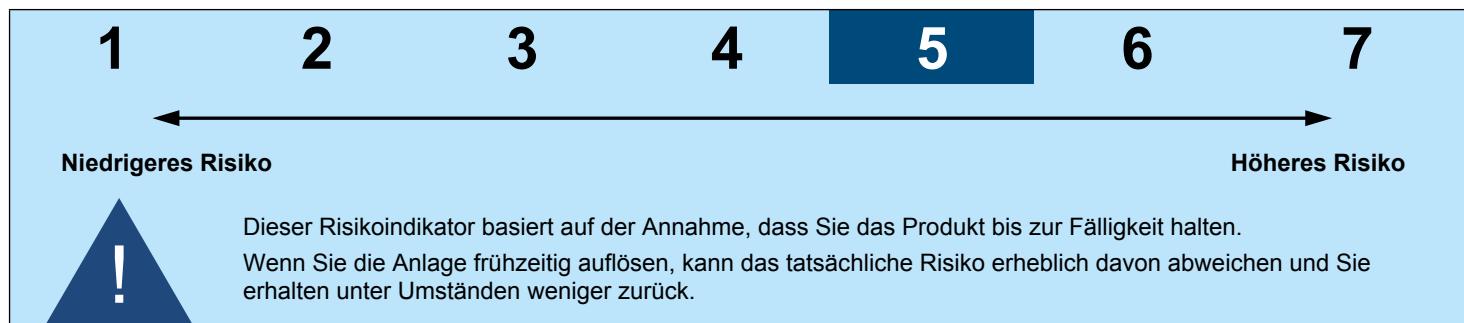 1 2 3 4 5 6 7
Niedrigeres Risiko Höheres Risiko
!
Dieser Risikoindikator basiert auf der Annahme, dass Sie das Produkt bis zur Fälligkeit halten.
Wenn Sie die Anlage frühzeitig auflösen, kann das tatsächliche Risiko erheblich davon abweichen und Sie
erhalten unter Umständen weniger zurück.